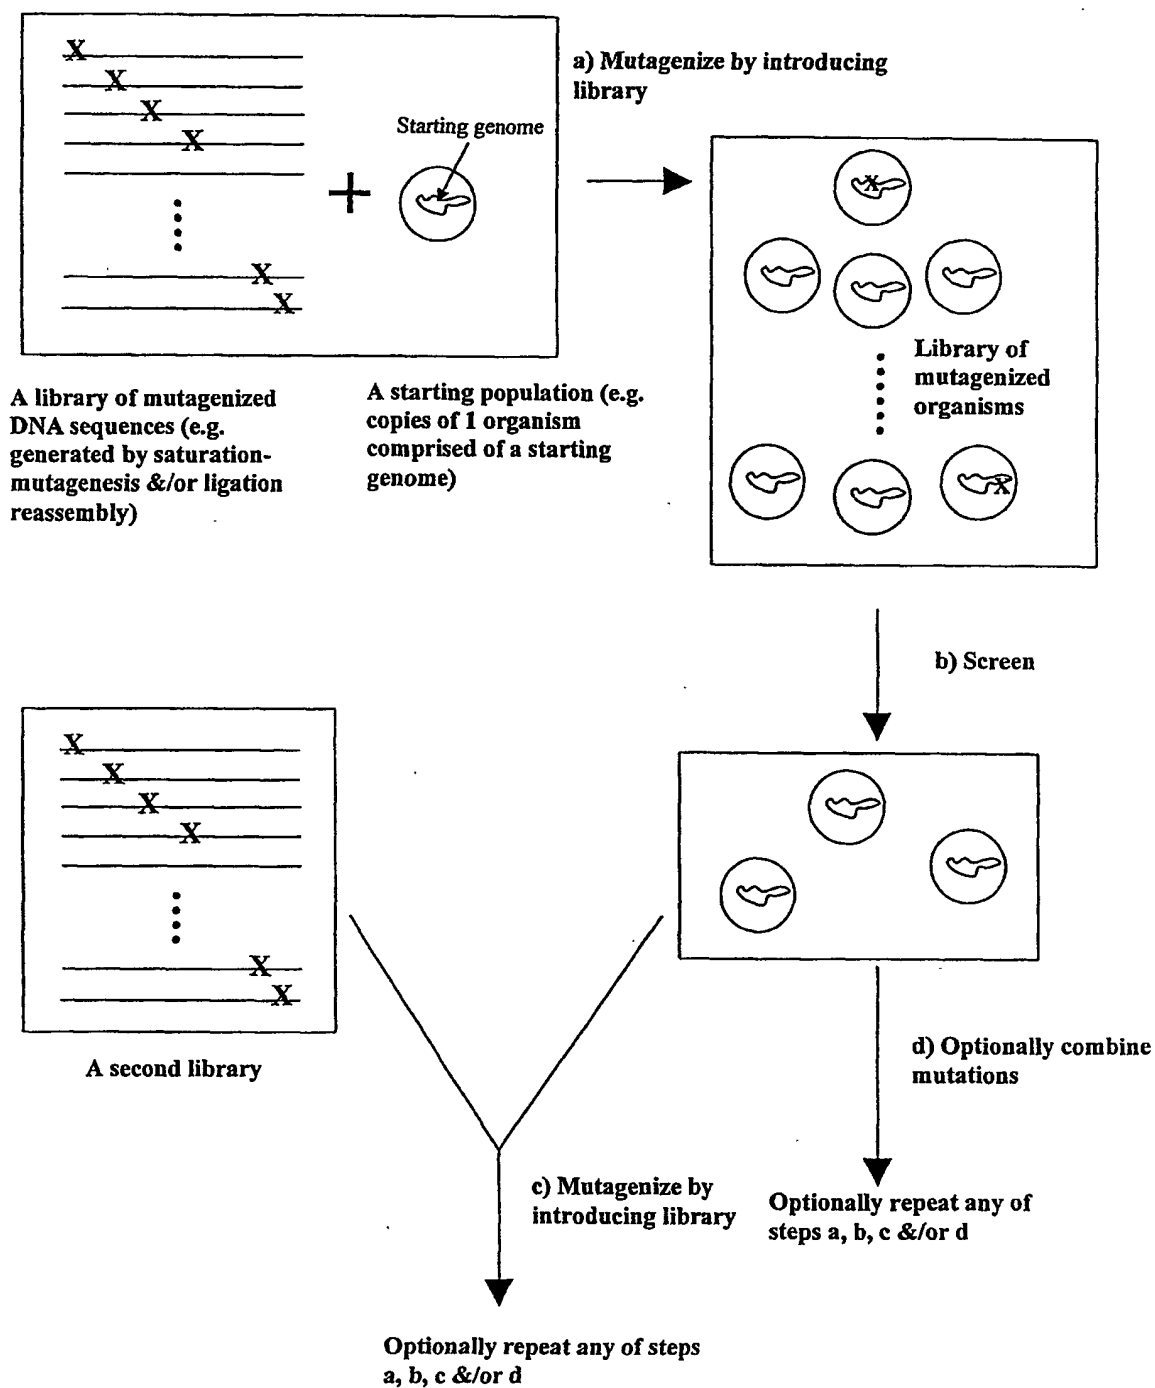 X
X
X
X
X
X
+
Starting genome
a) Mutagenize by introducing
library
X
X
A library of mutagenized
DNA sequences (e.g.
generated by saturation-
mutagenesis &/or ligation
reassembly)
A starting population (e.g.
copies of 1 organism
comprised of a starting
genome)
Library of
mutagenized
organisms
b) Screen
X
X
X
X
X
X
A second library
d) Optionally combine
mutations
c) Mutagenize by
introducing library
Optionally repeat any of
steps a, b, c &/or d
Optionally repeat any of steps
a, b, c &/or d